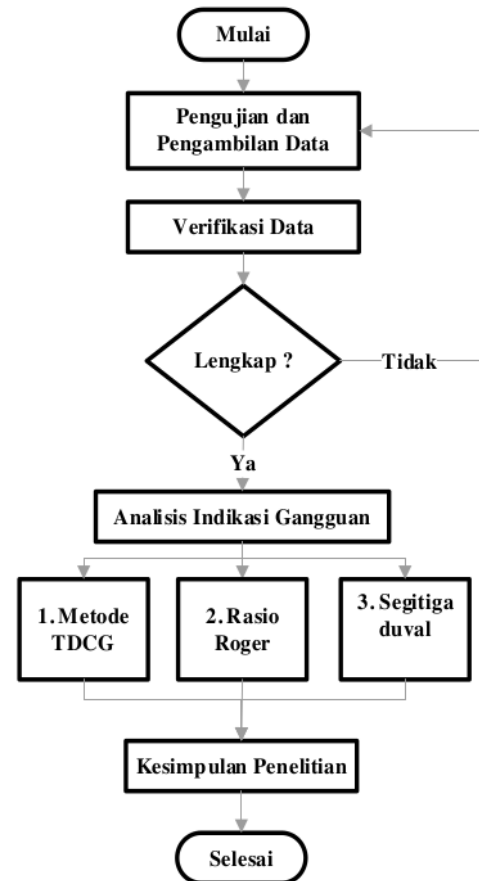 Mulai
Pengujian dan
Pengambilan Data
Verifikasi Data
Lengkap ?
Tidak
Ya
Analisis Indikasi Gangguan
1. Metode
TDCG
2. Rasio
Roger
3. Segitiga
duval
Kesimpulan Penelitian
Selesai